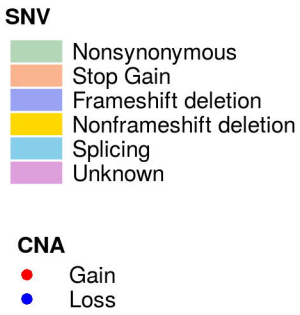 SNV
Nonsynonymous
Stop Gain
Frameshift deletion
Nonframeshift deletion
Splicing
Unknown
CNA
Gain
Loss